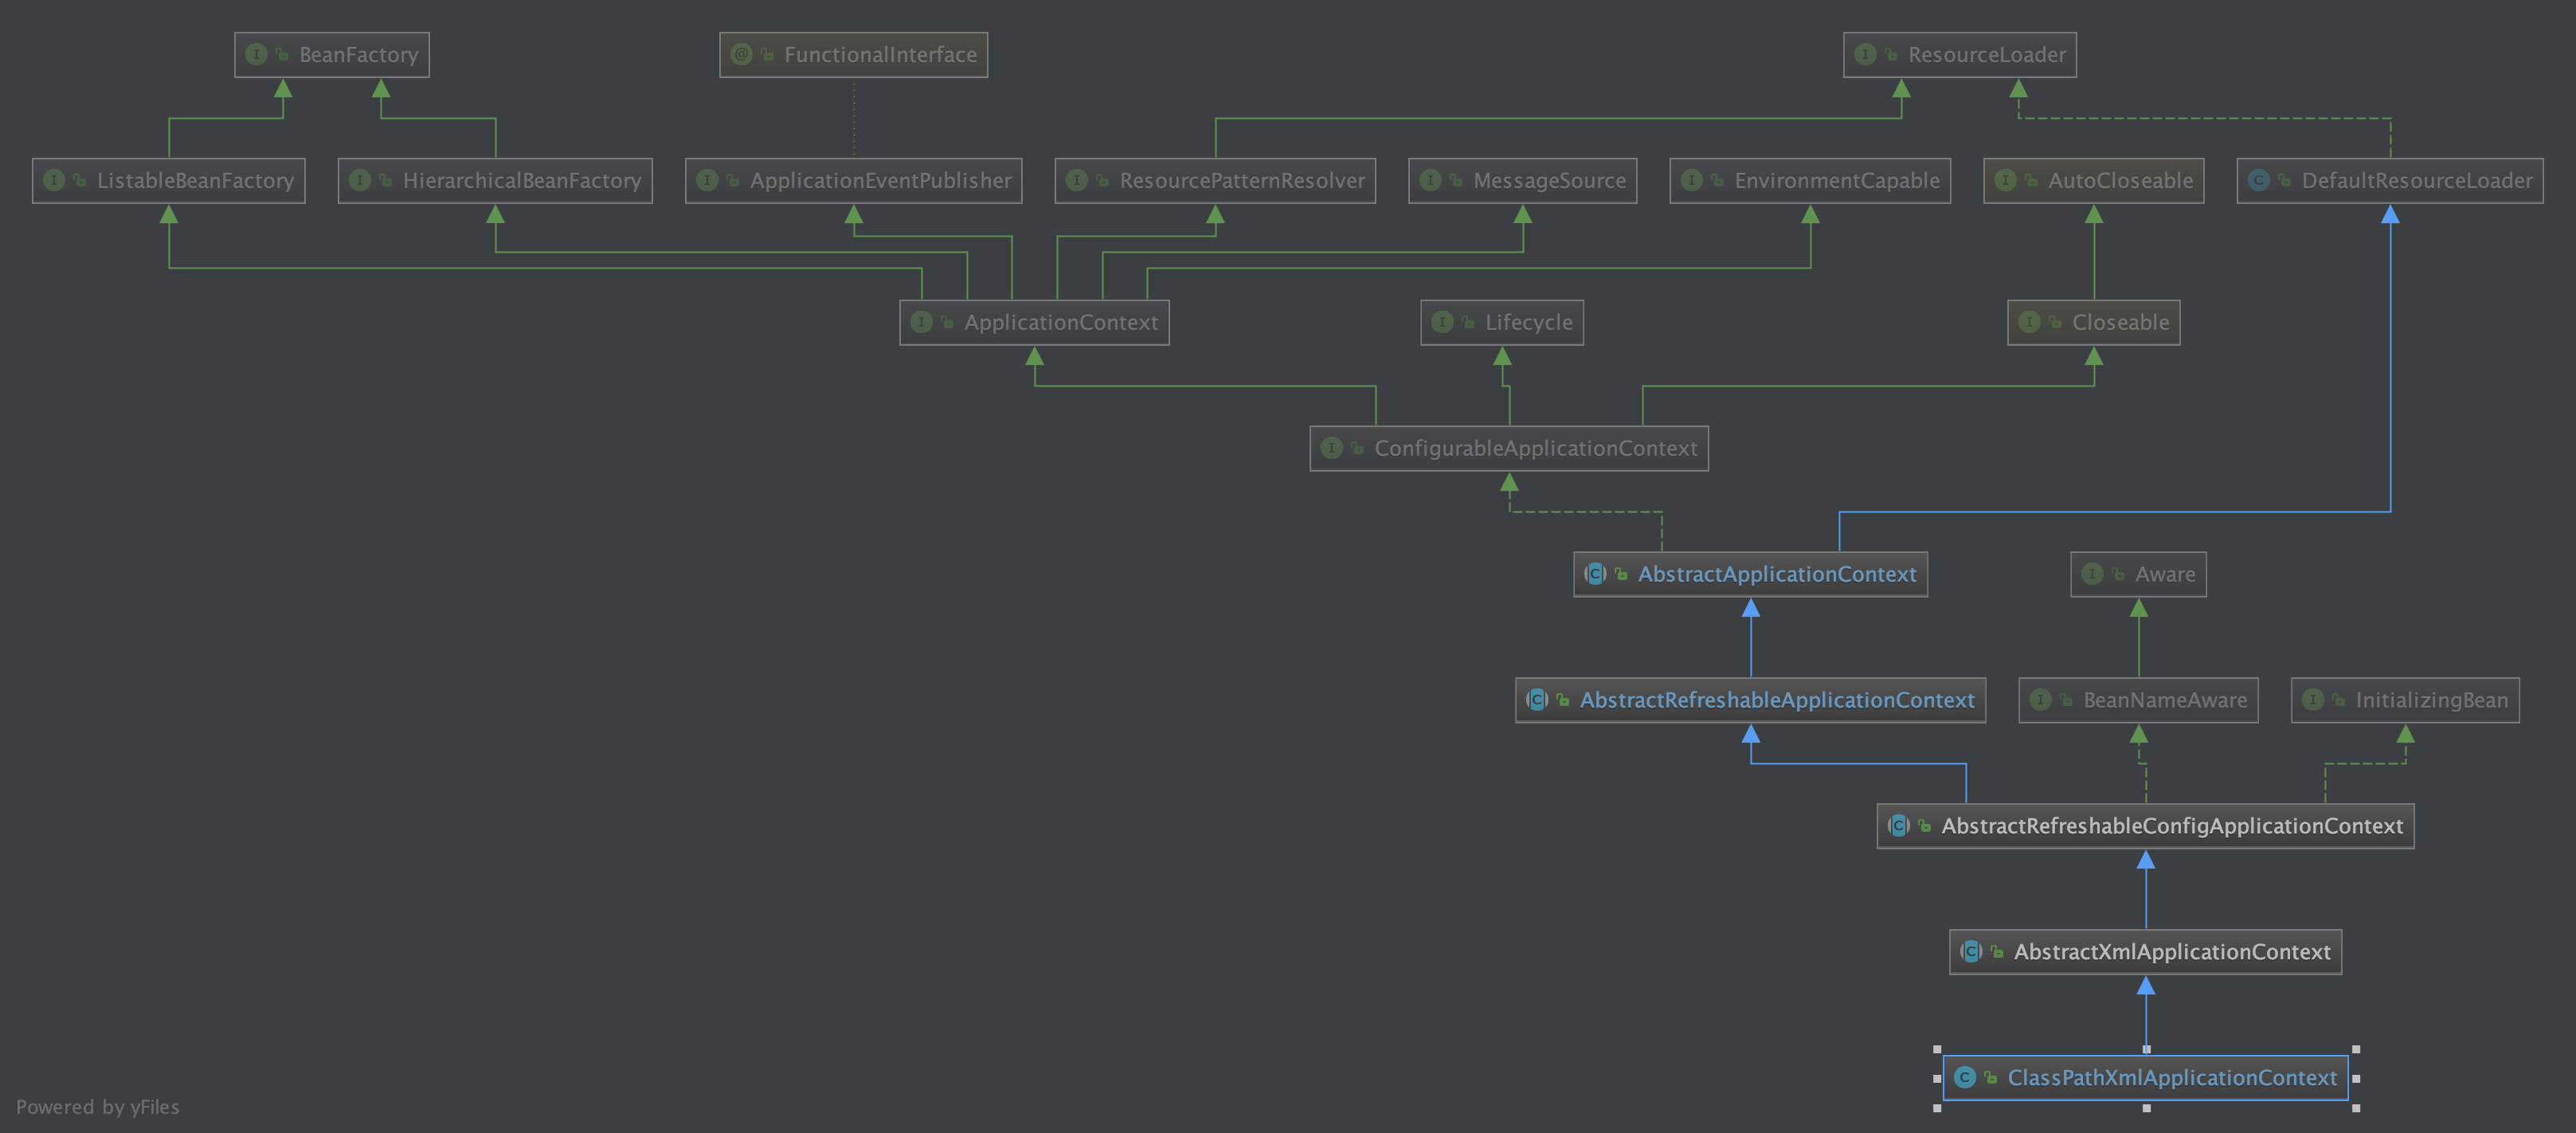 BeanFactory
FunctionalInterface
ResourceLoader
ListableBeanFactory
HierarchicalBeanFactory
ApplicationEventPublisher
ResourcePatternResolver
MessageSource
EnvironmentCapable
AutoCloseable
DefaultResourceLoader
ApplicationContext
Lifecycle
Closeable
ConfigurableApplicationContext
AbstractApplicationContext
Aware
AbstractRefreshableApplicationContext
BeanNameAware
InitializingBean
AbstractRefreshableConfigApplicationContext
AbstractXmlApplicationContext
ClassPathXmlApplicationContext
Powered by yFiles